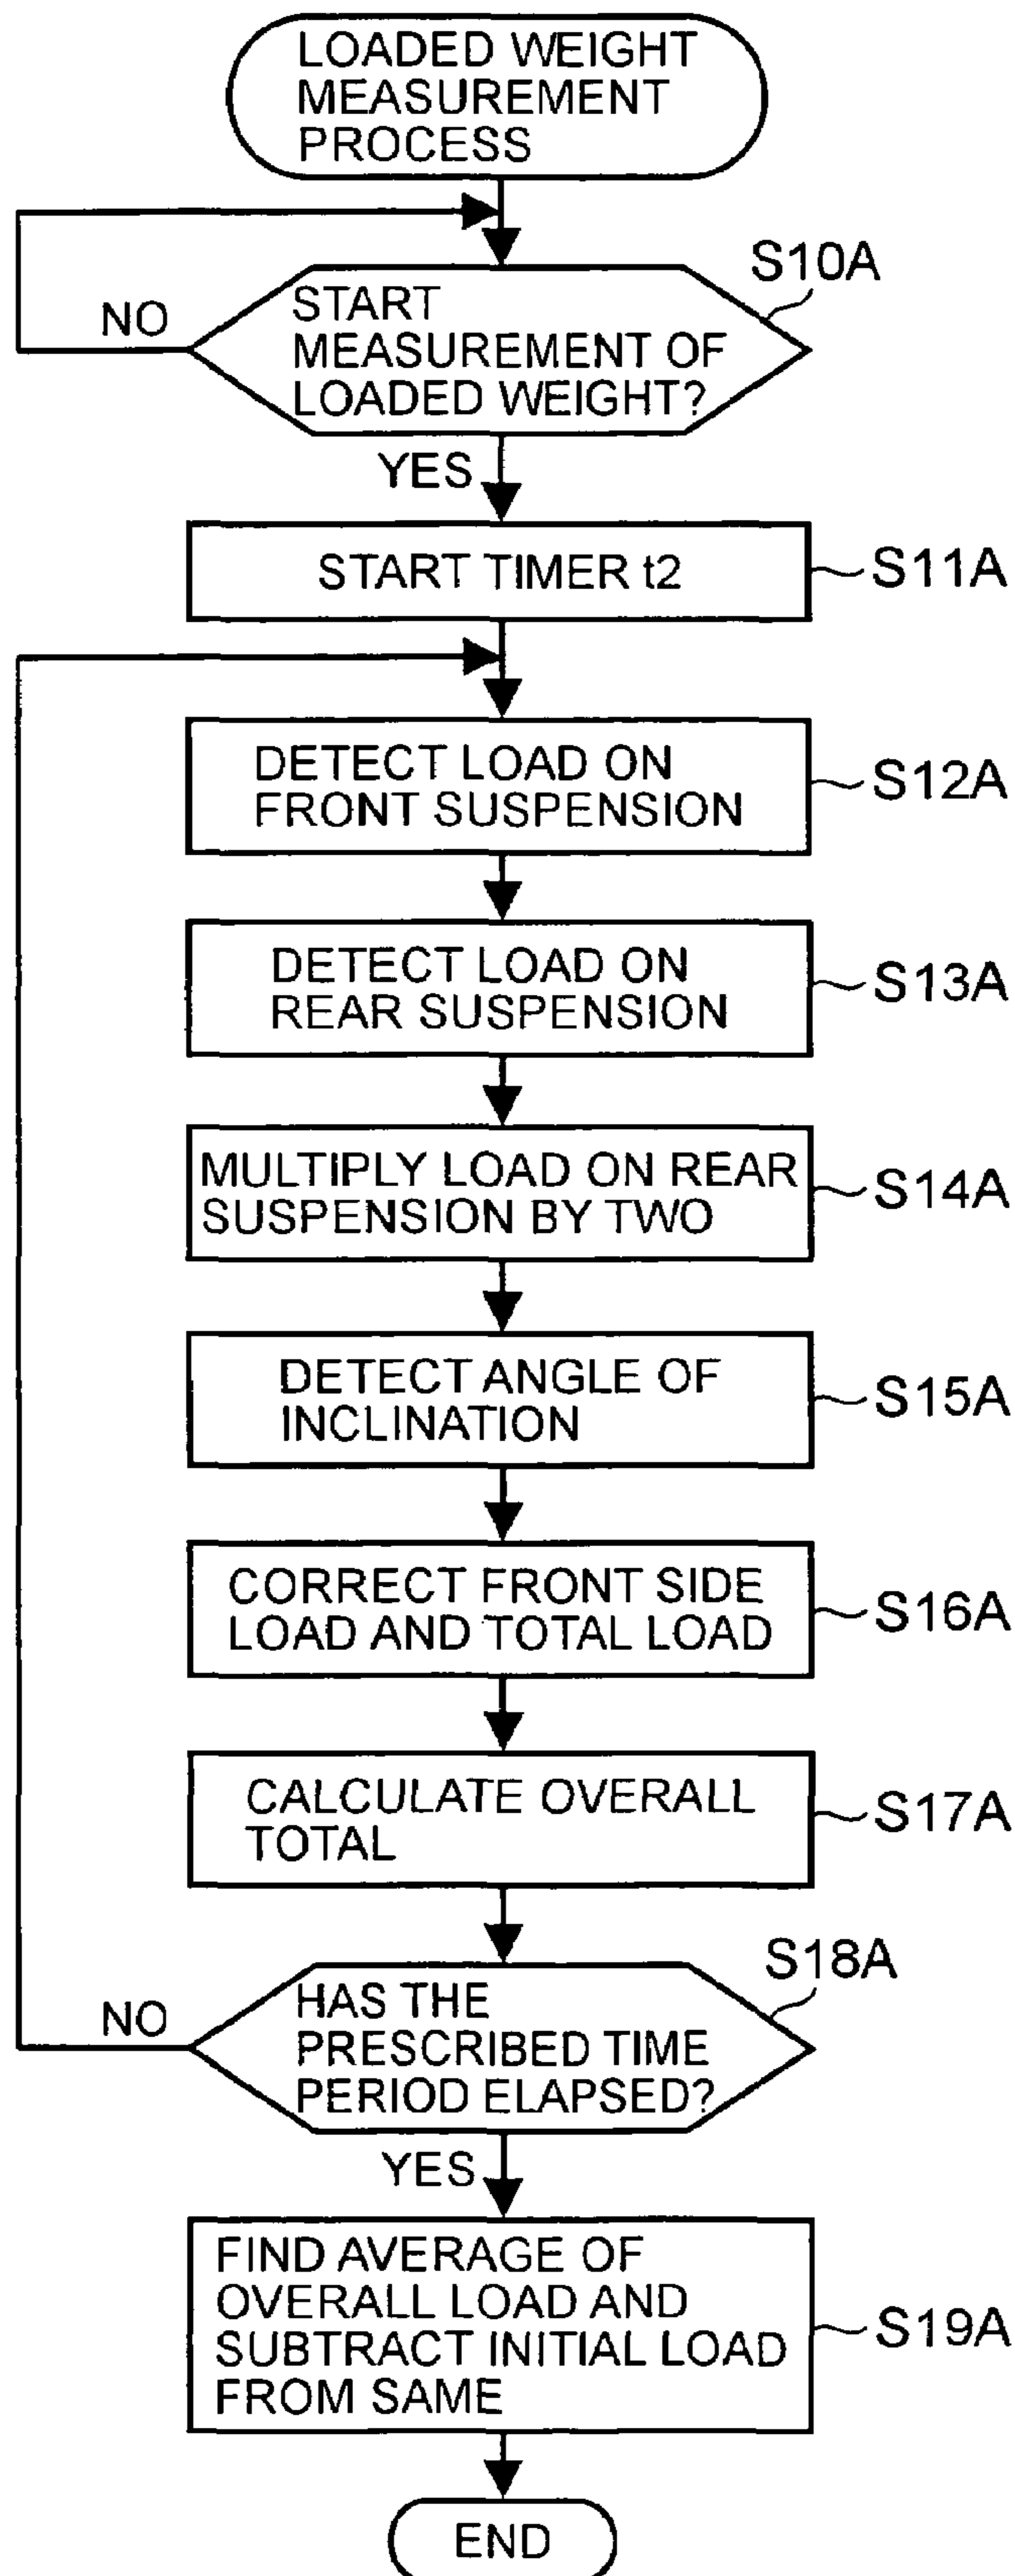 LOADED WEIGHT
MEASUREMENT
PROCESS
S10A
NO
START
MEASUREMENT OF
LOADED WEIGHT?
YES
START TIMER t2
S11A
DETECT LOAD ON
FRONT SUSPENSION
S12A
DETECT LOAD ON
REAR SUSPENSION
S13A
MULTIPLY LOAD ON REAR
SUSPENSION BY TWO
S14A
DETECT ANGLE OF
INCLINATION
S15A
CORRECT FRONT SIDE
LOAD AND TOTAL LOAD
S16A
CALCULATE OVERALL
TOTAL
S17A
S18A
NO
HAS THE
PRESCRIBED TIME
PERIOD ELAPSED?
YES
FIND AVERAGE OF
OVERALL LOAD AND
SUBTRACT INITIAL LOAD
FROM SAME
S19A
END